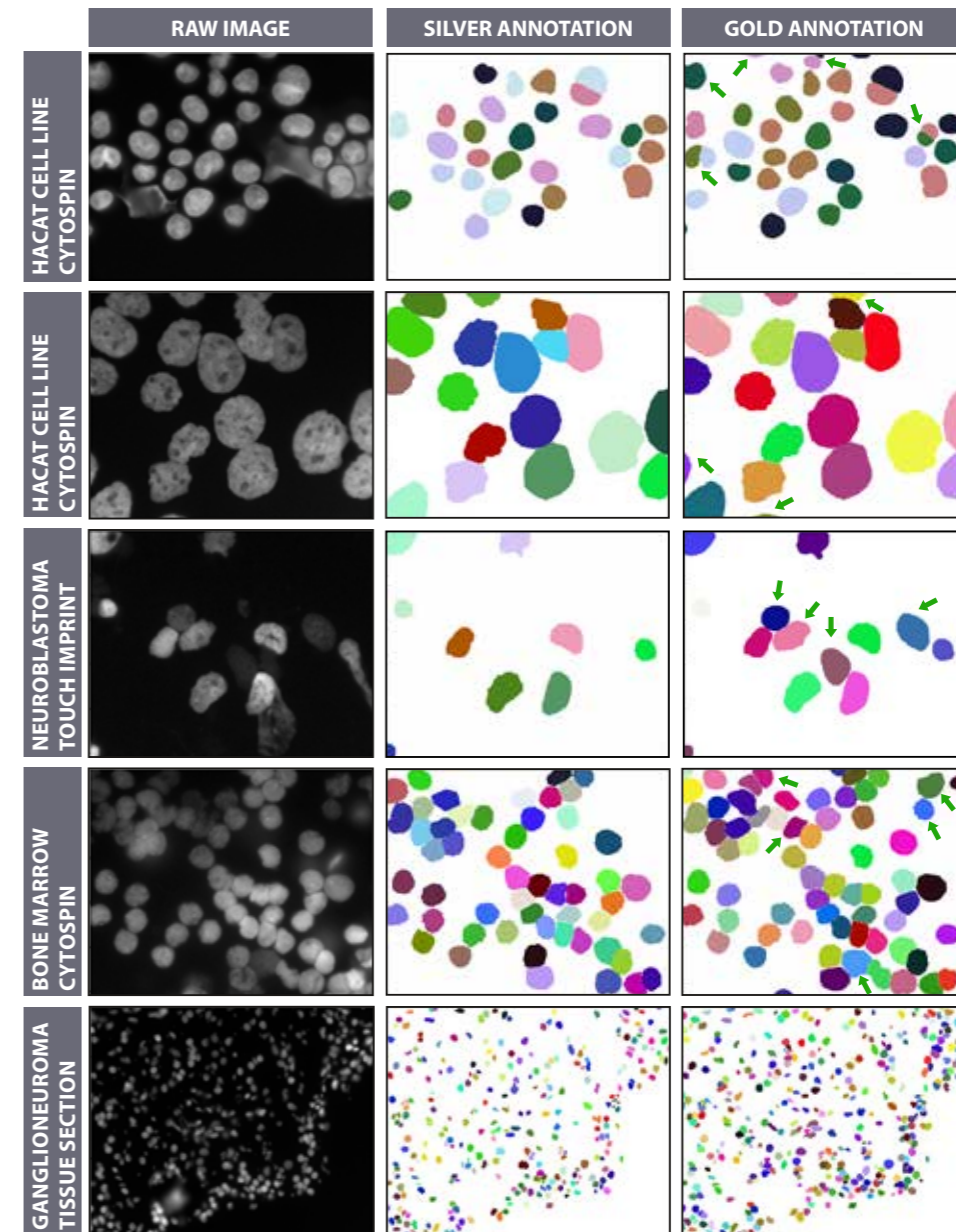 RAW IMAGE
SILVER ANNOTATION
GOLD ANNOTATION
HACAT CELL LINE
CYTOSPIN
HACAT CELL LINE
CYTOSPIN
NEUROBLASTOMA
TOUCH IMPRINT
BONE MARROW
CYTOSPIN
GANGLIONEUROMA
TISSUE SECTION